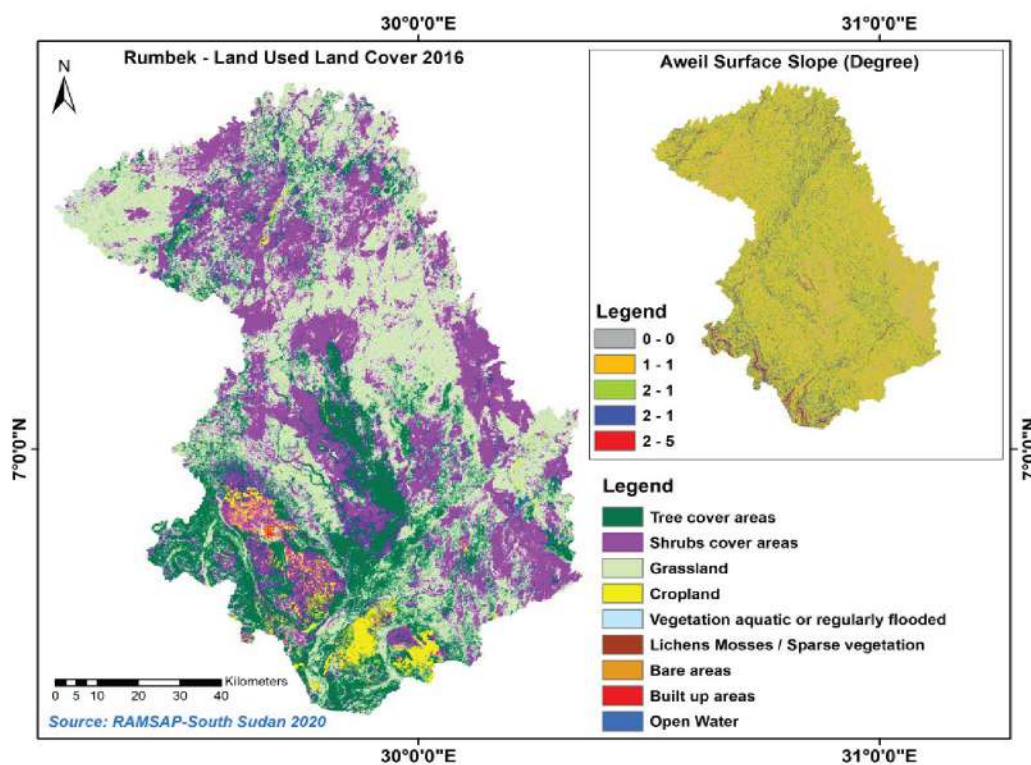 30°0'0"E
31°0'0"E
Rumbek - Land Used Land Cover 2016
N
Aweil Surface Slope (Degree)
Legend
0 - 0
1 - 1
2 - 1
2 - 1
2 - 5
7°0'0"N
7°0'0"N
Legend
Tree cover areas
Shrubs cover areas
Grassland
Cropland
Vegetation aquatic or regularly flooded
Lichens Mosses / Sparse vegetation
Bare areas
Built up areas
Open Water
Kilometers
0 5 10 20 30 40
Source: RAMSAP-South Sudan 2020
30°0'0"E
31°0'0"E